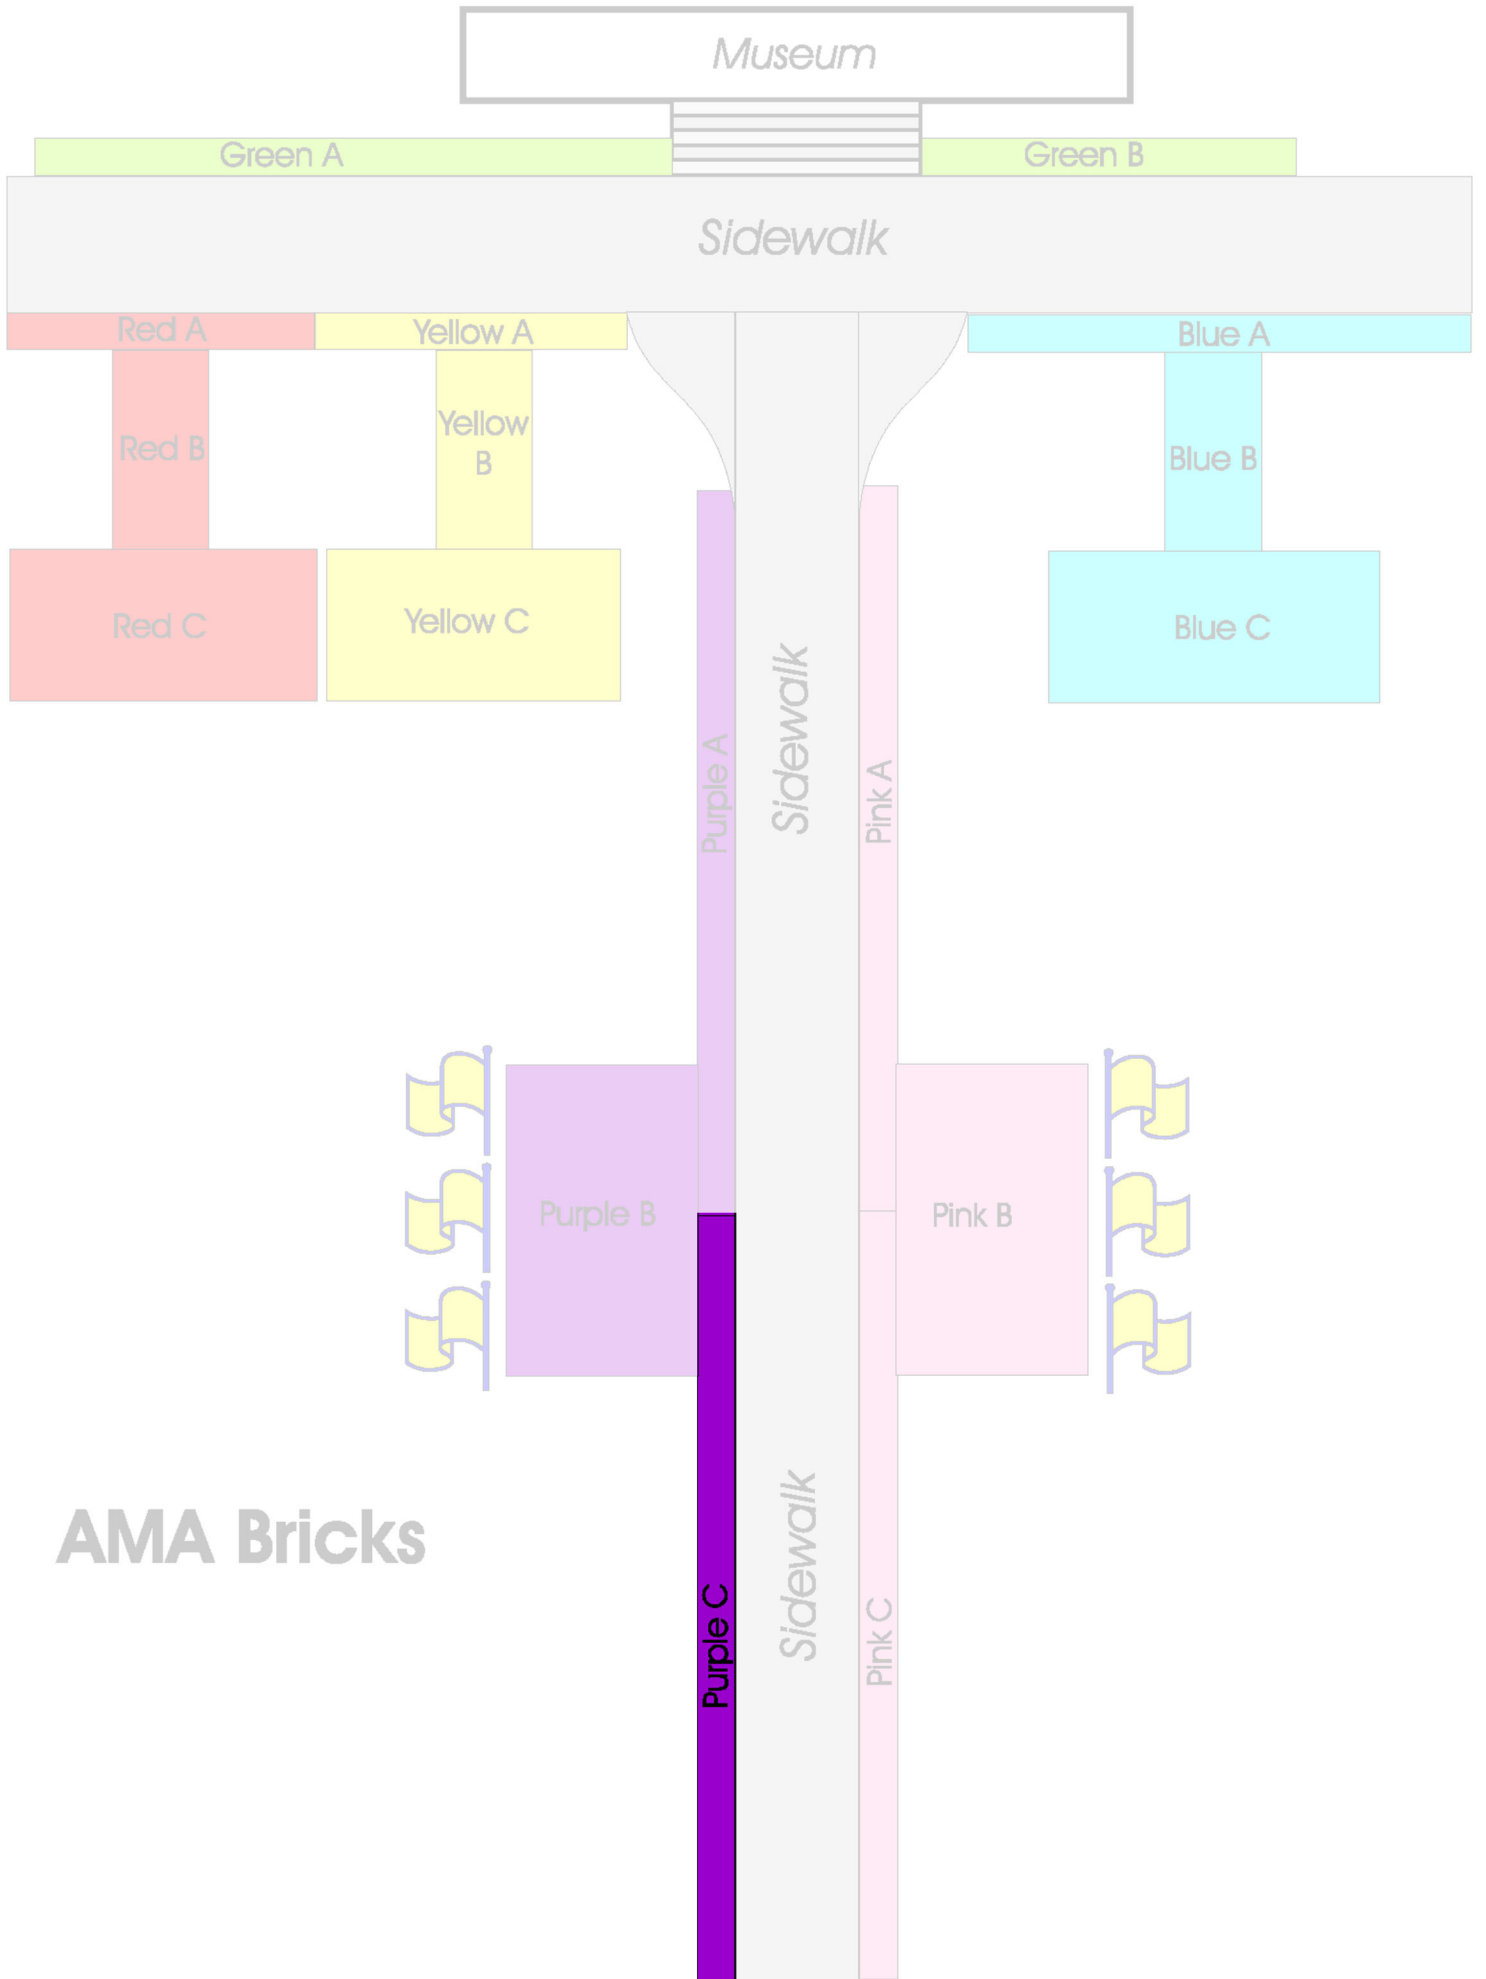 Museum
Green A
Green B
Sidewalk
Red A
Yellow A
Blue A
Red B
Yellow
B
Blue B
Red C
Yellow C
Blue C
Purple A
Sidewalk
Pink A
Purple B
Pink B
AMA Bricks
Purple C
Sidewalk
Pink C